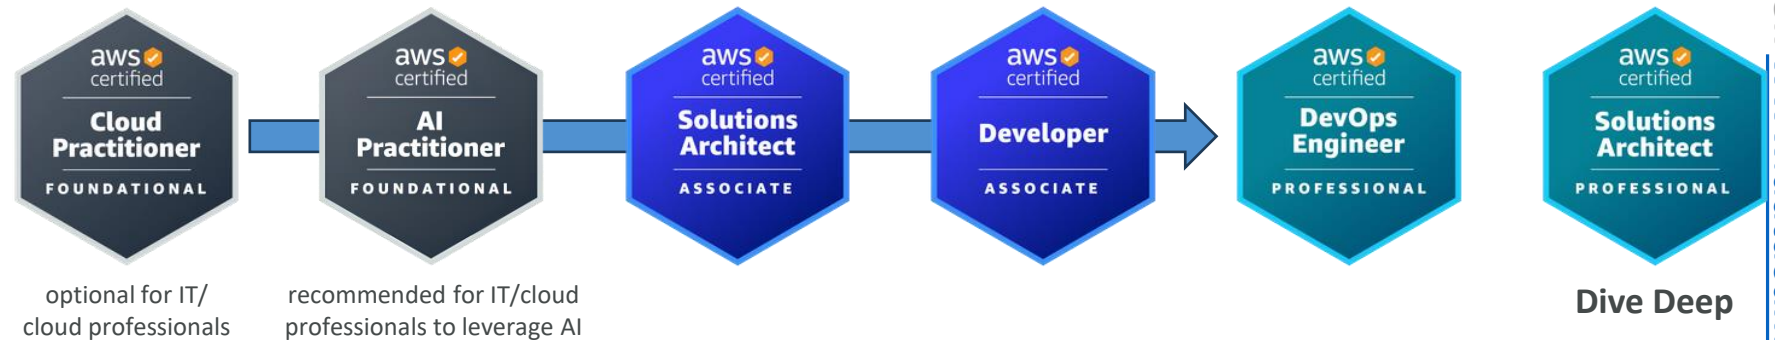 aws
certified
Cloud
Practitioner
FOUNDATIONAL
optional for IT/
cloud professionals
aws
certified
AI
Practitioner
FOUNDATIONAL
recommended for IT/cloud
professionals to leverage AI
aws
certified
Solutions
Architect
ASSOCIATE
aws
certified
Developer
ASSOCIATE
aws
certified
DevOps
Engineer
PROFESSIONAL
aws
certified
Solutions
Architect
PROFESSIONAL
Dive Deep